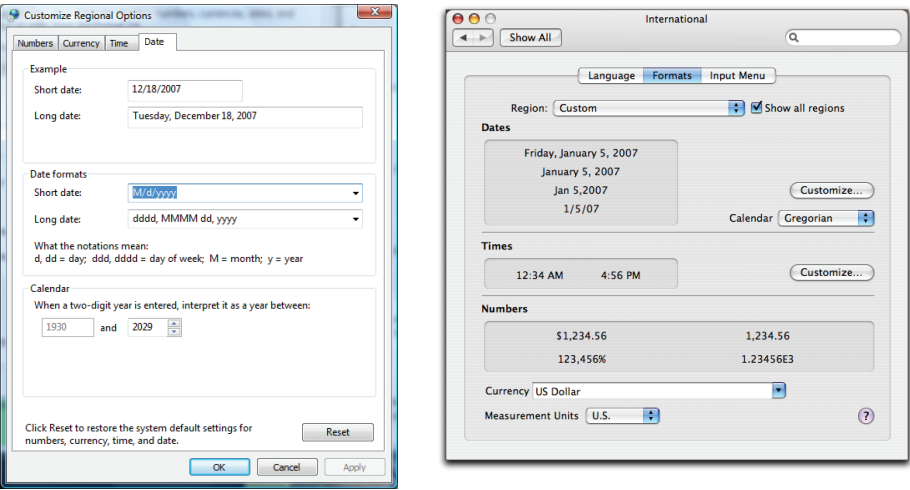 Customize Regional Options
Numbers Currency Time Date
Example
Short date: 12/18/2007
Long date: Tuesday, December 18, 2007
Date formats
Short date: M/d/yyyy
Long date: dddd, MMMM dd, yyyy
What the notations mean:
d, dd = day; ddd, dddd = day of week; M = month; y = year
Calendar
When a two-digit year is entered, interpret it as a year between:
1930 and 2029
Click Reset to restore the system default settings for
numbers, currency, time, and date.
Reset
OK Cancel Apply
International
Show All
Language Formats Input Menu
Region: Custom Show all regions
Dates
Friday, January 5, 2007
January 5, 2007
Jan 5,2007
1/5/07
Customize...
Calendar Gregorian
Times
12:34 AM 4:56 PM
Customize...
Numbers
$1,234.56 1,234.56
123,456% 1.23456E3
Currency US Dollar
Measurement Units U.S. ?